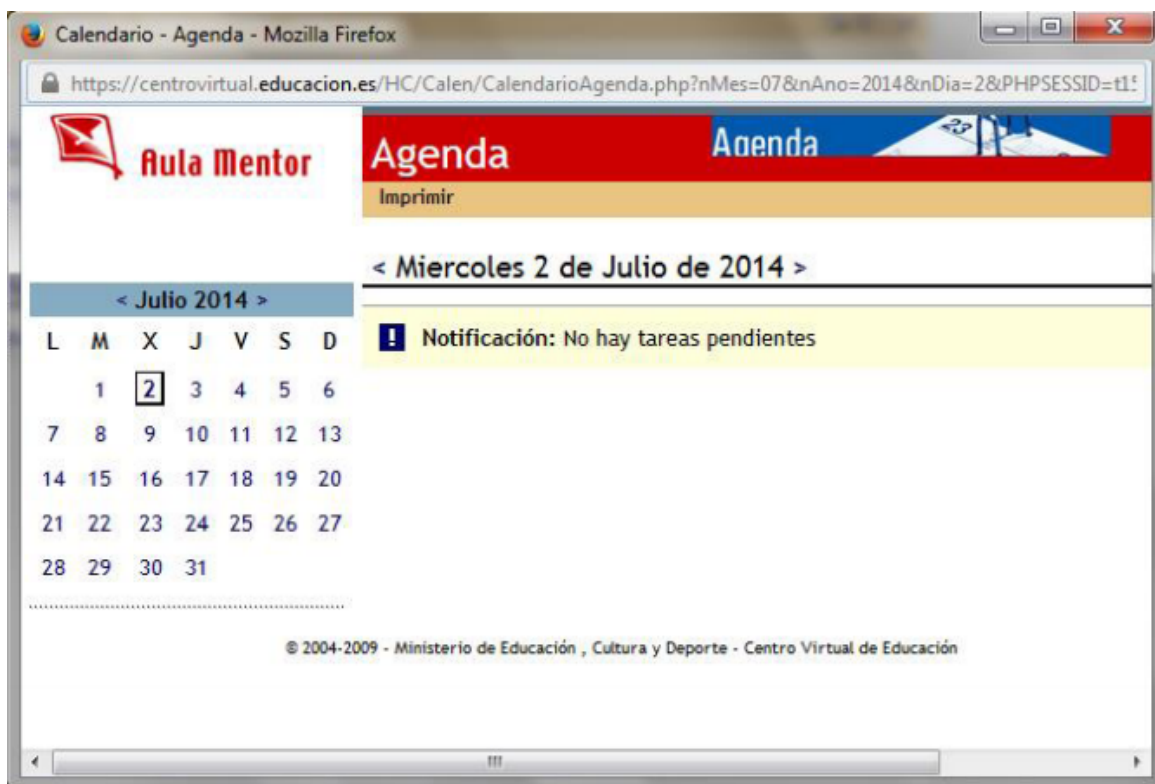 Calendario - Agenda - Mozilla Firefox
https://centrovirtual.educacion.es/HC/Calen/CalendarioAgenda.php?nMes=07&nAno=2014&nDia=2&PHPSESSID=t15
Aula Mentor
Agenda
Agenda
23
Imprimir
< Miercoles 2 de Julio de 2014 >
< Julio 2014 >
L M X J V S D
1 2 3 4 5 6
7 8 9 10 11 12 13
14 15 16 17 18 19 20
21 22 23 24 25 26 27
28 29 30 31
! Notificación: No hay tareas pendientes
© 2004-2009 - Ministerio de Educación , Cultura y Deporte - Centro Virtual de Educación